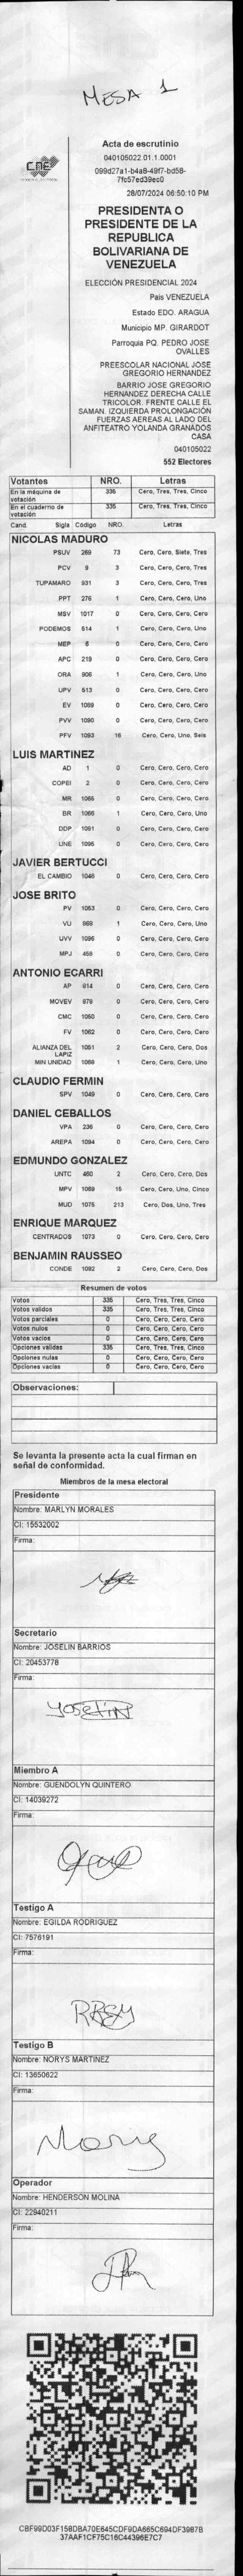 MESA 1
CNE
Acta de escrutinio
040105022.01.1.0001
099d27a1-b4a8-49f7-bd58-
7fc57ed39ec0
28/07/2024 06:50:10 PM
PRESIDENTA O
PRESIDENTE DE LA
REPUBLICA
BOLIVARIANA DE
VENEZUELA
ELECCIÓN PRESIDENCIAL 2024
País VENEZUELA
Estado EDO. ARAGUA
Municipio MP. GIRARDOT
Parroquia PQ. PEDRO JOSE
OVALLES
PREESCOLAR NACIONAL JOSE
GREGORIO HERNANDEZ
BARRIO JOSE GREGORIO
HERNANDEZ DERECHA CALLE
TRICOLOR. FRENTE CALLE EL
SAMAN. IZQUIERDA PROLONGACIÓN
FUERZAS AEREAS AL LADO DEL
ANFITEATRO YOLANDA GRANADOS
CASA
040105022
552 Electores
Votantes NRO. Letras
En la máquina de votación 335 Cero, Tres, Tres, Cinco
En el cuaderno de votación 335 Cero, Tres, Tres, Cinco
Cand. Sigla Codigo NRO. Letras
NICOLAS MADURO
PSUV 269 73 Cero, Cero, Siete, Tres
PCV 9 3 Cero, Cero, Cero, Tres
TUPAMARO 931 3 Cero, Cero, Cero, Tres
PPT 276 1 Cero, Cero, Cero, Uno
MSV 1017 0 Cero, Cero, Cero, Cero
PODEMOS 614 1 Cero, Cero, Cero, Uno
MEP 6 0 Cero, Cero, Cero, Cero
APC 219 0 Cero, Cero, Cero, Cero
ORA 906 1 Cero, Cero, Cero, Uno
UPV 513 0 Cero, Cero, Cero, Cero
EV 1089 0 Cero, Cero, Cero, Cero
PVV 1090 0 Cero, Cero, Cero, Cero
PFV 1093 16 Cero, Cero, Uno, Seis
LUIS MARTINEZ
AD 1 0 Cero, Cero, Cero, Cero
COPEI 2 0 Cero, Cero, Cero, Cero
MR 1065 0 Cero, Cero, Cero, Cero
BR 1066 1 Cero, Cero, Cero, Uno
DDP 1091 0 Cero, Cero, Cero, Cero
UNE 1095 0 Cero, Cero, Cero, Cero
JAVIER BERTUCCI
EL CAMBIO 1046 0 Cero, Cero, Cero, Cero
JOSE BRITO
PV 1053 0 Cero, Cero, Cero, Cero
VU 969 1 Cero, Cero, Cero, Uno
UVV 1096 0 Cero, Cero, Cero, Cero
MPJ 458 0 Cero, Cero, Cero, Cero
ANTONIO ECARRI
AP 814 0 Cero, Cero, Cero, Cero
MOVEV 978 0 Cero, Cero, Cero, Cero
CMC 1050 0 Cero, Cero, Cero, Cero
FV 1062 0 Cero, Cero, Cero, Cero
ALIANZA DEL LAPIZ 1051 2 Cero, Cero, Cero, Dos
MIN UNIDAD 1059 1 Cero, Cero, Cero, Uno
CLAUDIO FERMIN
SPV 1049 0 Cero, Cero, Cero, Cero
DANIEL CEBALLOS
VPA 236 0 Cero, Cero, Cero, Cero
AREPA 1094 0 Cero, Cero, Cero, Cero
EDMUNDO GONZALEZ
UNTC 460 2 Cero, Cero, Cero, Dos
MPV 1069 15 Cero, Cero, Uno, Cinco
MUD 1075 213 Cero, Dos, Uno, Tres
ENRIQUE MARQUEZ
CENTRADOS 1073 0 Cero, Cero, Cero, Cero
BENJAMIN RAUSSEO
CONDE 1092 2 Cero, Cero, Cero, Dos
Resumen de votos
Votos 335 Cero, Tres, Tres, Cinco
Votos validos 335 Cero, Tres, Tres, Cinco
Votos parciales 0 Cero, Cero, Cero, Cero
Votos nulos 0 Cero, Cero, Cero, Cero
Votos vacios 0 Cero, Cero, Cero, Cero
Opciones validas 335 Cero, Tres, Tres, Cinco
Opciones nulas 0 Cero, Cero, Cero, Cero
Opciones vacias 0 Cero, Cero, Cero, Cero
Observaciones:
Se levanta la presente acta la cual firman en
señal de conformidad.
Miembros de la mesa electoral
Presidente
Nombre: MARLYN MORALES
CI: 15532002
Firma:
Secretario
Nombre: JOSELIN BARRIOS
CI: 20453778
Firma:
YOSELIN
Miembro A
Nombre: GUENDOLYN QUINTERO
CI: 14039272
Firma:
Testigo A
Nombre: EGILDA RODRIGUEZ
CI: 7576191
Firma:
Testigo B
Nombre: NORYS MARTINEZ
CI: 13650622
Firma:
Norys
Operador
Nombre: HENDERSON MOLINA
CI: 22940211
Firma:
CBF99D03F158DBA70E645CDF9DA665C694DF3987B
37AAF1CF75C16C44396E7C7